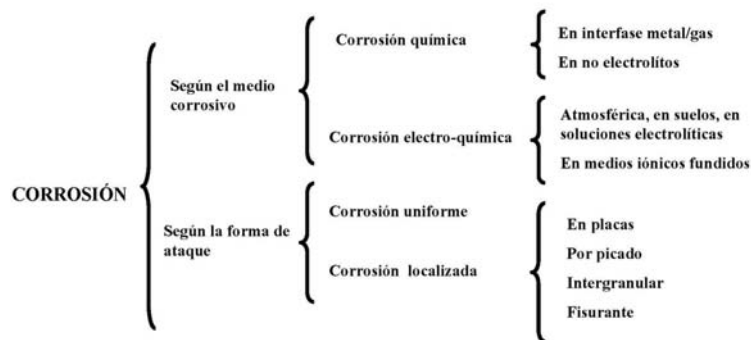 CORROSIÓN
Según el medio
corrosivo
Corrosión química
En interfase metal/gas
En no electrolítos
Corrosión electro-química
Atmosférica, en suelos, en
soluciones electrolíticas
En medios iónicos fundidos
Según la forma de
ataque
Corrosión uniforme
Corrosión localizada
En placas
Por picado
Intergranular
Fisurante